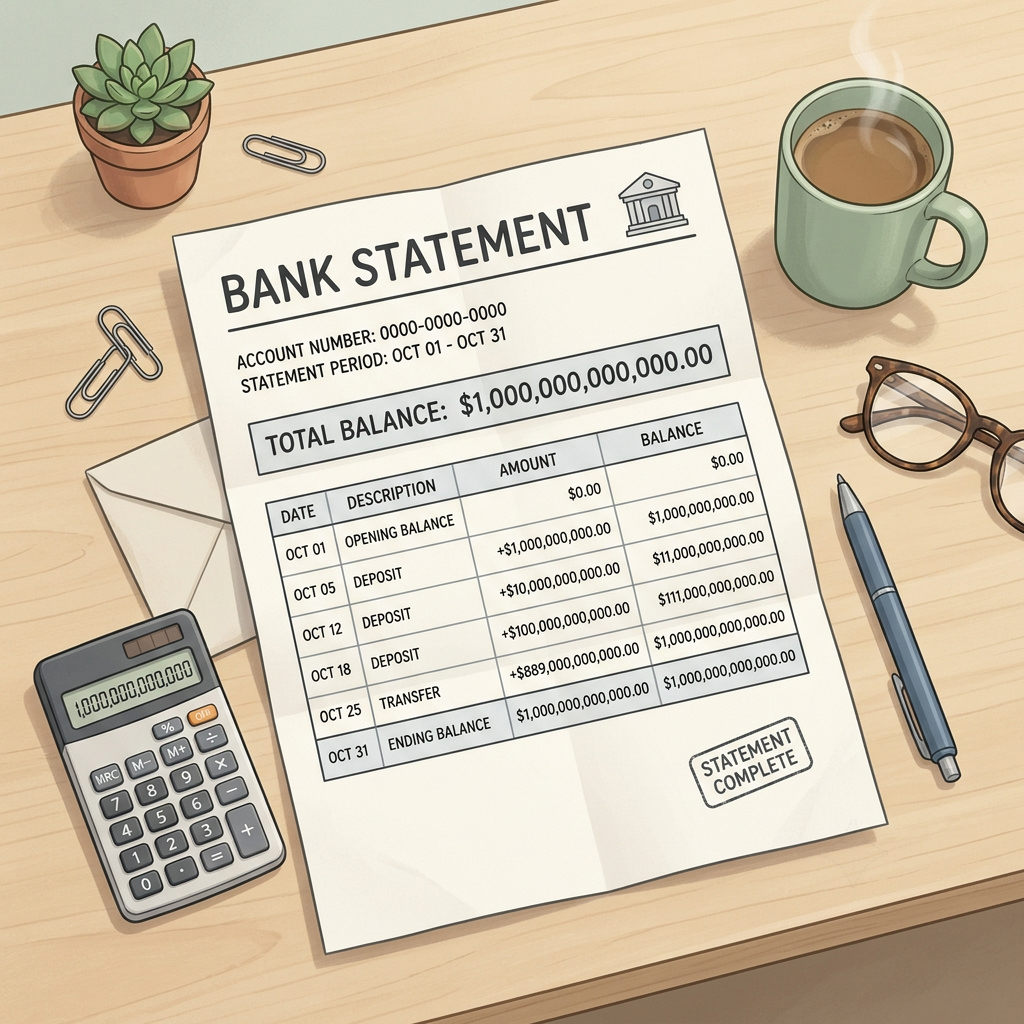 BANK STATEMENT
ACCOUNT NUMBER: 0000-0000-0000
STATEMENT PERIOD: OCT 01 - OCT 31
TOTAL BALANCE: $1,000,000,000,000.00
DATE DESCRIPTION AMOUNT BALANCE
OCT 01 OPENING BALANCE $0.00 $0.00
OCT 05 DEPOSIT +$1,000,000,000.00 $1,000,000,000.00
OCT 12 DEPOSIT +$10,000,000,000.00 $11,000,000,000.00
OCT 18 DEPOSIT +$100,000,000,000.00 $111,000,000,000.00
OCT 25 TRANSFER +$889,000,000,000.00 $1,000,000,000,000.00
OCT 31 ENDING BALANCE $1,000,000,000,000.00 $1,000,000,000,000.00
STATEMENT
COMPLETE
1,000,000,000,000
%
MRC M− M+ ÷
7 8 9 ×
4 5 6 −
1 2 3 +
0 · =